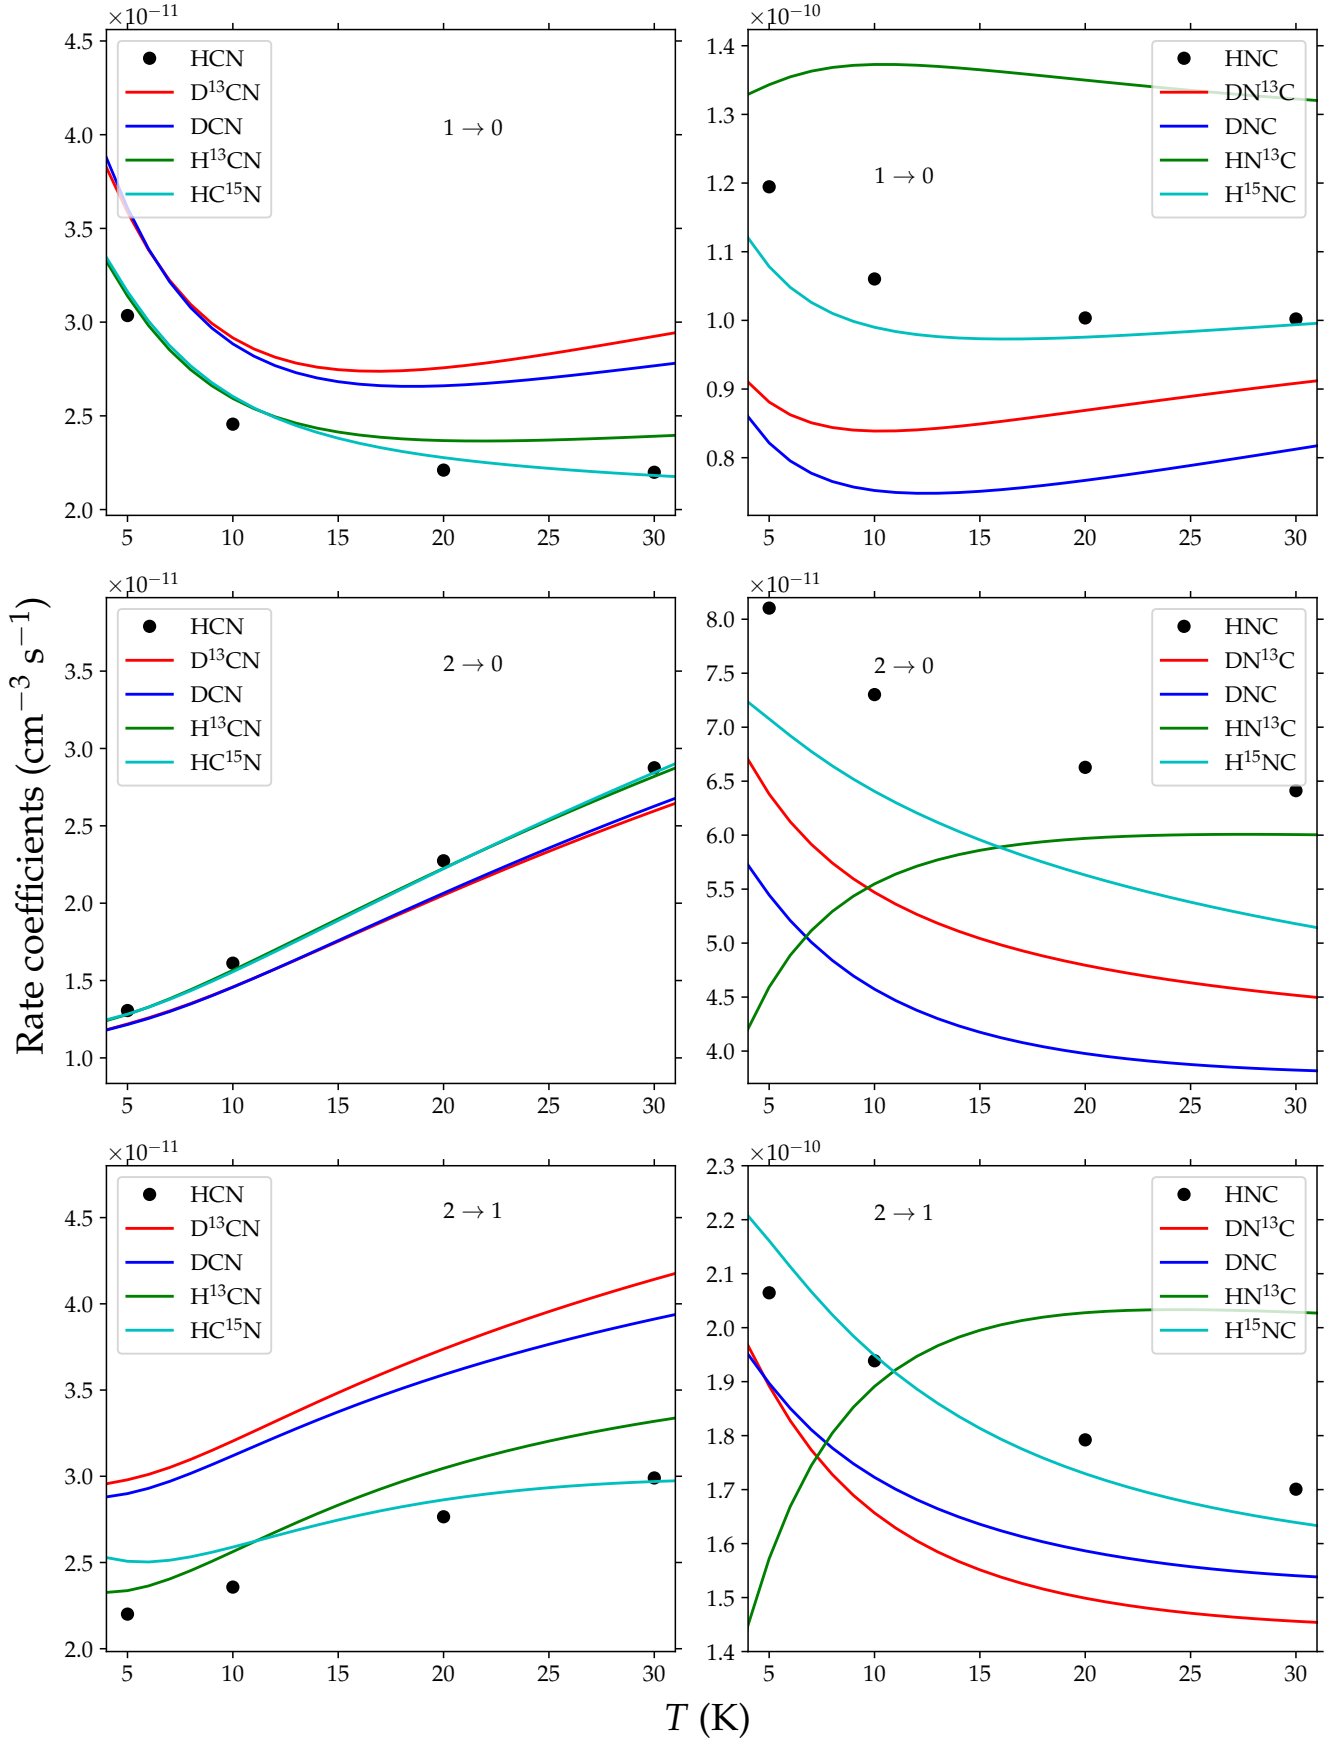 ×10⁻¹¹
4.5
4.0
3.5
3.0
2.5
2.0
HCN
D¹³CN
DCN
H¹³CN
HC¹⁵N
1 → 0
5 10 15 20 25 30
×10⁻¹⁰
1.4
1.3
1.2
1.1
1.0
0.9
0.8
HNC
DN¹³C
DNC
HN¹³C
H¹⁵NC
1 → 0
5 10 15 20 25 30
Rate coefficients (cm⁻³ s⁻¹)
×10⁻¹¹
3.5
3.0
2.5
2.0
1.5
1.0
HCN
D¹³CN
DCN
H¹³CN
HC¹⁵N
2 → 0
5 10 15 20 25 30
×10⁻¹¹
8.0
7.5
7.0
6.5
6.0
5.5
5.0
4.5
4.0
HNC
DN¹³C
DNC
HN¹³C
H¹⁵NC
2 → 0
5 10 15 20 25 30
×10⁻¹¹
4.5
4.0
3.5
3.0
2.5
2.0
HCN
D¹³CN
DCN
H¹³CN
HC¹⁵N
2 → 1
5 10 15 20 25 30
×10⁻¹⁰
2.3
2.2
2.1
2.0
1.9
1.8
1.7
1.6
1.5
1.4
HNC
DN¹³C
DNC
HN¹³C
H¹⁵NC
2 → 1
5 10 15 20 25 30
T (K)